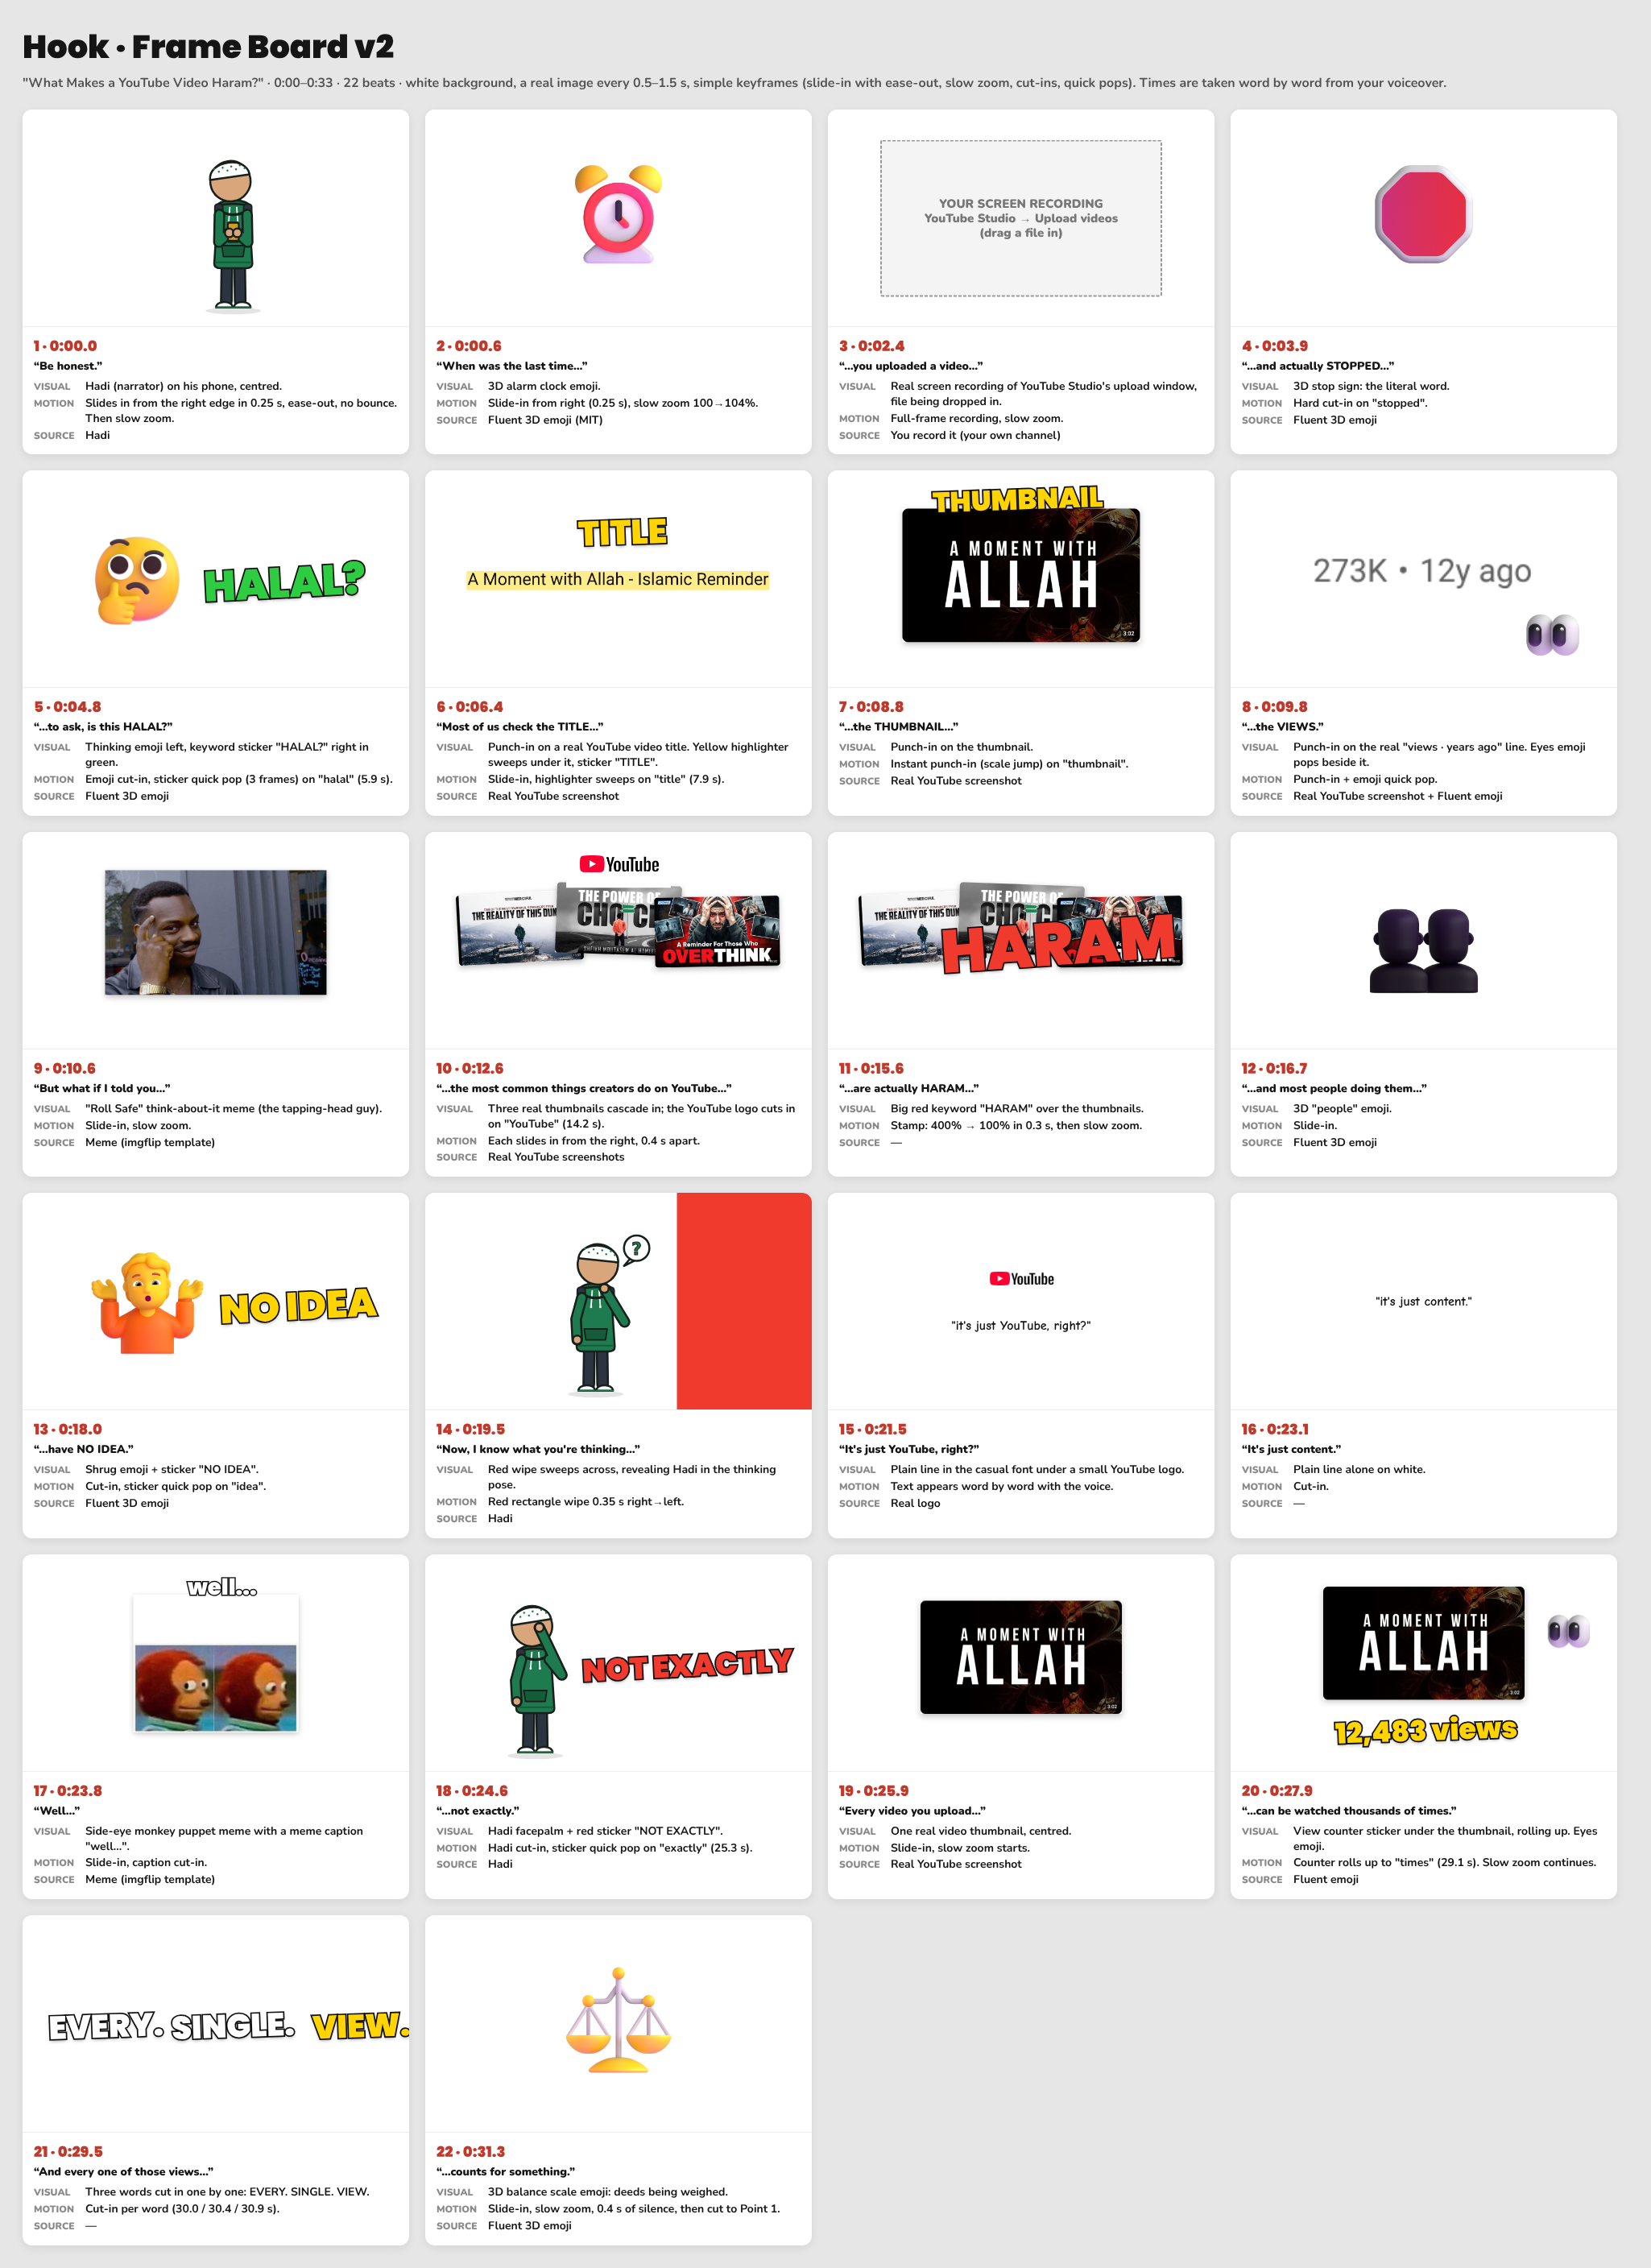 Hook · Frame Board v2
"What Makes a YouTube Video Haram?" · 0:00–0:33 · 22 beats · white background, a real image every 0.5–1.5 s, simple keyframes (slide-in with ease-out, slow zoom, cut-ins, quick pops). Times are taken word by word from your voiceover.
1 · 0:00.0
“Be honest.”
VISUAL Hadi (narrator) on his phone, centred.
MOTION Slides in from the right edge in 0.25 s, ease-out, no bounce.
Then slow zoom.
SOURCE Hadi
2 · 0:00.6
“When was the last time...”
VISUAL 3D alarm clock emoji.
MOTION Slide-in from right (0.25 s), slow zoom 100→104%.
SOURCE Fluent 3D emoji (MIT)
YOUR SCREEN RECORDING
YouTube Studio → Upload videos
(drag a file in)
3 · 0:02.4
“...you uploaded a video...”
VISUAL Real screen recording of YouTube Studio's upload window,
file being dropped in.
MOTION Full-frame recording, slow zoom.
SOURCE You record it (your own channel)
4 · 0:03.9
“...and actually STOPPED...”
VISUAL 3D stop sign: the literal word.
MOTION Hard cut-in on "stopped".
SOURCE Fluent 3D emoji
HALAL?
5 · 0:04.8
“...to ask, is this HALAL?”
VISUAL Thinking emoji left, keyword sticker "HALAL?" right in
green.
MOTION Emoji cut-in, sticker quick pop (3 frames) on "halal" (5.9 s).
SOURCE Fluent 3D emoji
TITLE
A Moment with Allah - Islamic Reminder
6 · 0:06.4
“Most of us check the TITLE...”
VISUAL Punch-in on a real YouTube video title. Yellow highlighter
sweeps under it, sticker "TITLE".
MOTION Slide-in, highlighter sweeps on "title" (7.9 s).
SOURCE Real YouTube screenshot
THUMBNAIL
A MOMENT WITH
ALLAH
3:02
7 · 0:08.8
“...the THUMBNAIL...”
VISUAL Punch-in on the thumbnail.
MOTION Instant punch-in (scale jump) on "thumbnail".
SOURCE Real YouTube screenshot
273K • 12y ago
8 · 0:09.8
“...the VIEWS.”
VISUAL Punch-in on the real "views · years ago" line. Eyes emoji
pops beside it.
MOTION Punch-in + emoji quick pop.
SOURCE Real YouTube screenshot + Fluent emoji
9 · 0:10.6
“But what if I told you...”
VISUAL "Roll Safe" think-about-it meme (the tapping-head guy).
MOTION Slide-in, slow zoom.
SOURCE Meme (imgflip template)
YouTube
THE REALITY OF THIS DUN
THE POWER OF
CHOICE
A Reminder For Those Who
OVERTHINK
10 · 0:12.6
“...the most common things creators do on YouTube...”
VISUAL Three real thumbnails cascade in; the YouTube logo cuts in
on "YouTube" (14.2 s).
MOTION Each slides in from the right, 0.4 s apart.
SOURCE Real YouTube screenshots
THE REALITY OF THIS DUN
THE POWER OF
HARAM
11 · 0:15.6
“...are actually HARAM...”
VISUAL Big red keyword "HARAM" over the thumbnails.
MOTION Stamp: 400% → 100% in 0.3 s, then slow zoom.
SOURCE —
12 · 0:16.7
“...and most people doing them...”
VISUAL 3D "people" emoji.
MOTION Slide-in.
SOURCE Fluent 3D emoji
NO IDEA
13 · 0:18.0
“...have NO IDEA.”
VISUAL Shrug emoji + sticker "NO IDEA".
MOTION Cut-in, sticker quick pop on "idea".
SOURCE Fluent 3D emoji
?
14 · 0:19.5
“Now, I know what you're thinking...”
VISUAL Red wipe sweeps across, revealing Hadi in the thinking
pose.
MOTION Red rectangle wipe 0.35 s right→left.
SOURCE Hadi
YouTube
"it's just YouTube, right?"
15 · 0:21.5
“It's just YouTube, right?”
VISUAL Plain line in the casual font under a small YouTube logo.
MOTION Text appears word by word with the voice.
SOURCE Real logo
"it's just content."
16 · 0:23.1
“It's just content.”
VISUAL Plain line alone on white.
MOTION Cut-in.
SOURCE —
well...
17 · 0:23.8
“Well...”
VISUAL Side-eye monkey puppet meme with a meme caption
"well...".
MOTION Slide-in, caption cut-in.
SOURCE Meme (imgflip template)
NOT EXACTLY
18 · 0:24.6
“...not exactly.”
VISUAL Hadi facepalm + red sticker "NOT EXACTLY".
MOTION Hadi cut-in, sticker quick pop on "exactly" (25.3 s).
SOURCE Hadi
A MOMENT WITH
ALLAH
3:02
19 · 0:25.9
“Every video you upload...”
VISUAL One real video thumbnail, centred.
MOTION Slide-in, slow zoom starts.
SOURCE Real YouTube screenshot
A MOMENT WITH
ALLAH
3:02
12,483 views
20 · 0:27.9
“...can be watched thousands of times.”
VISUAL View counter sticker under the thumbnail, rolling up. Eyes
emoji.
MOTION Counter rolls up to "times" (29.1 s). Slow zoom continues.
SOURCE Fluent emoji
EVERY. SINGLE. VIEW.
21 · 0:29.5
“And every one of those views...”
VISUAL Three words cut in one by one: EVERY. SINGLE. VIEW.
MOTION Cut-in per word (30.0 / 30.4 / 30.9 s).
SOURCE —
22 · 0:31.3
“...counts for something.”
VISUAL 3D balance scale emoji: deeds being weighed.
MOTION Slide-in, slow zoom, 0.4 s of silence, then cut to Point 1.
SOURCE Fluent 3D emoji